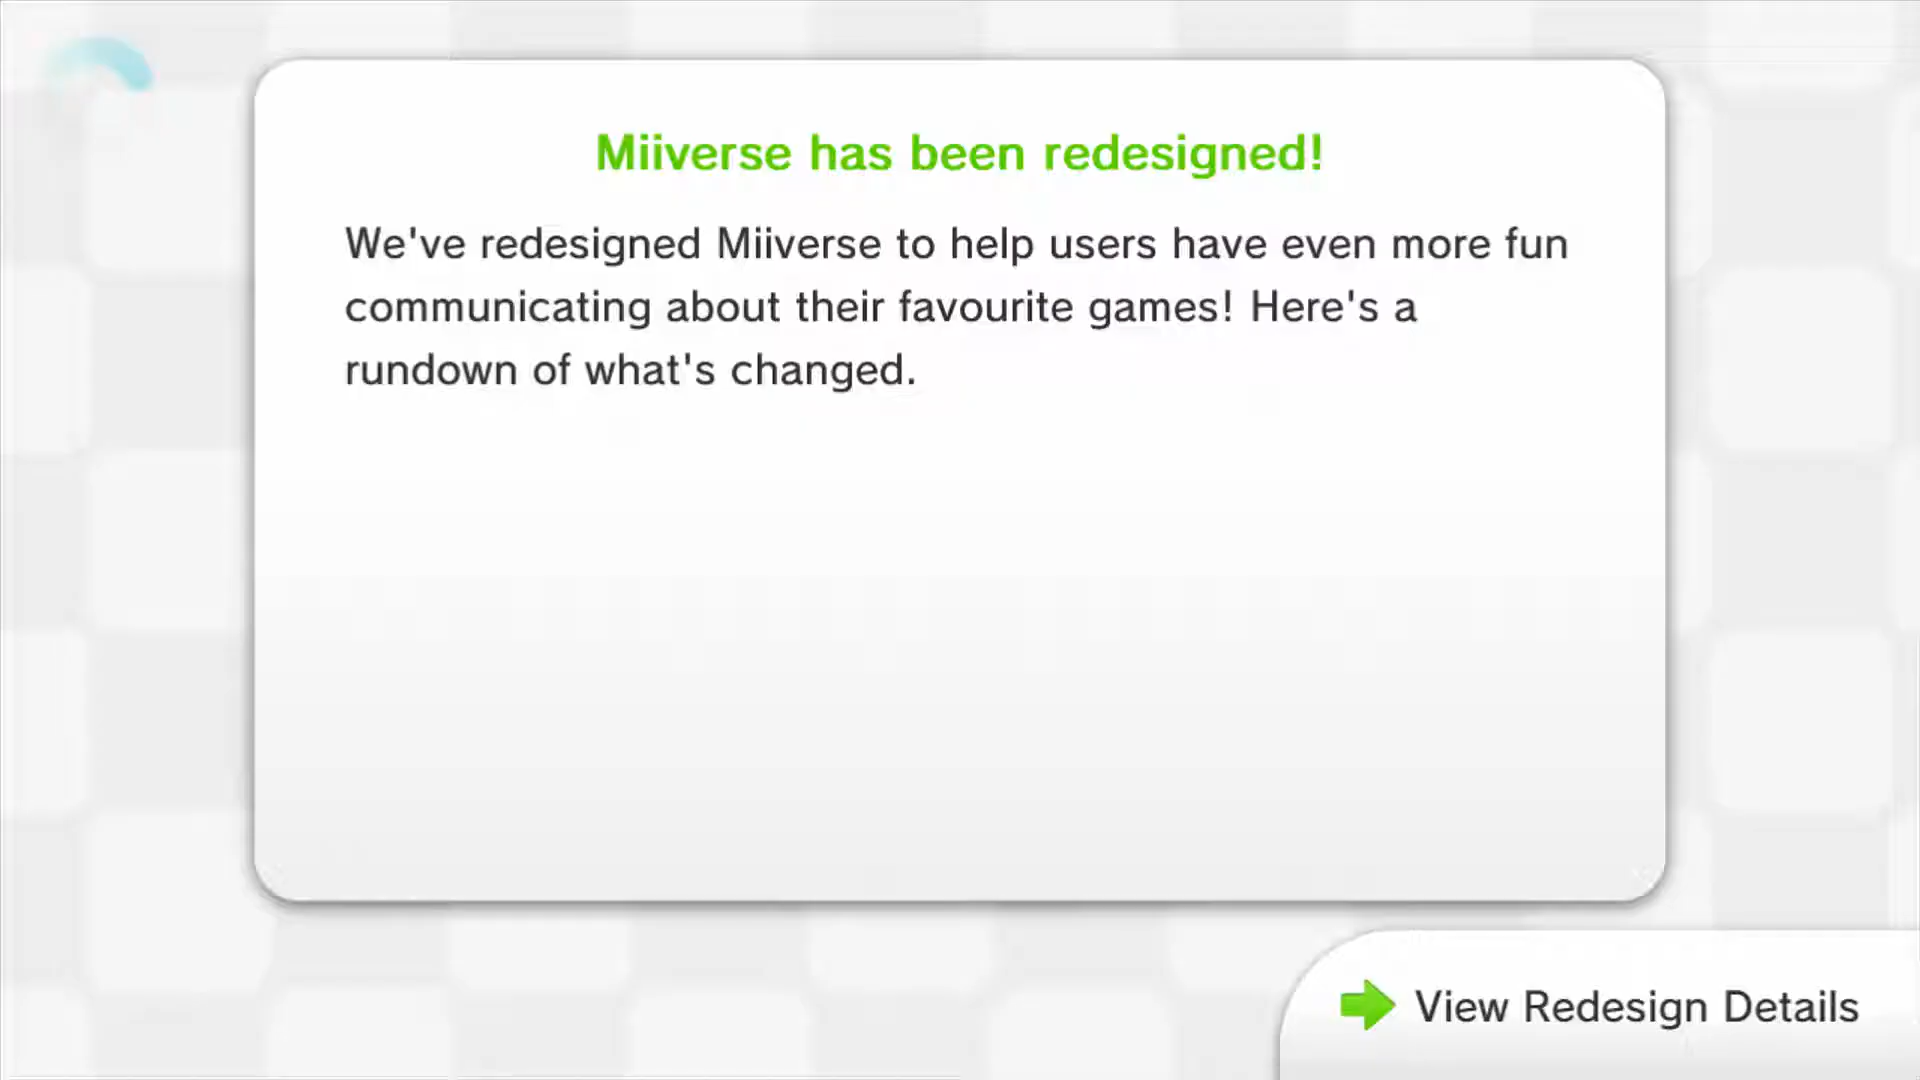 Miiverse has been redesigned!
We've redesigned Miiverse to help users have even more fun
communicating about their favourite games! Here's a
rundown of what's changed.
View Redesign Details